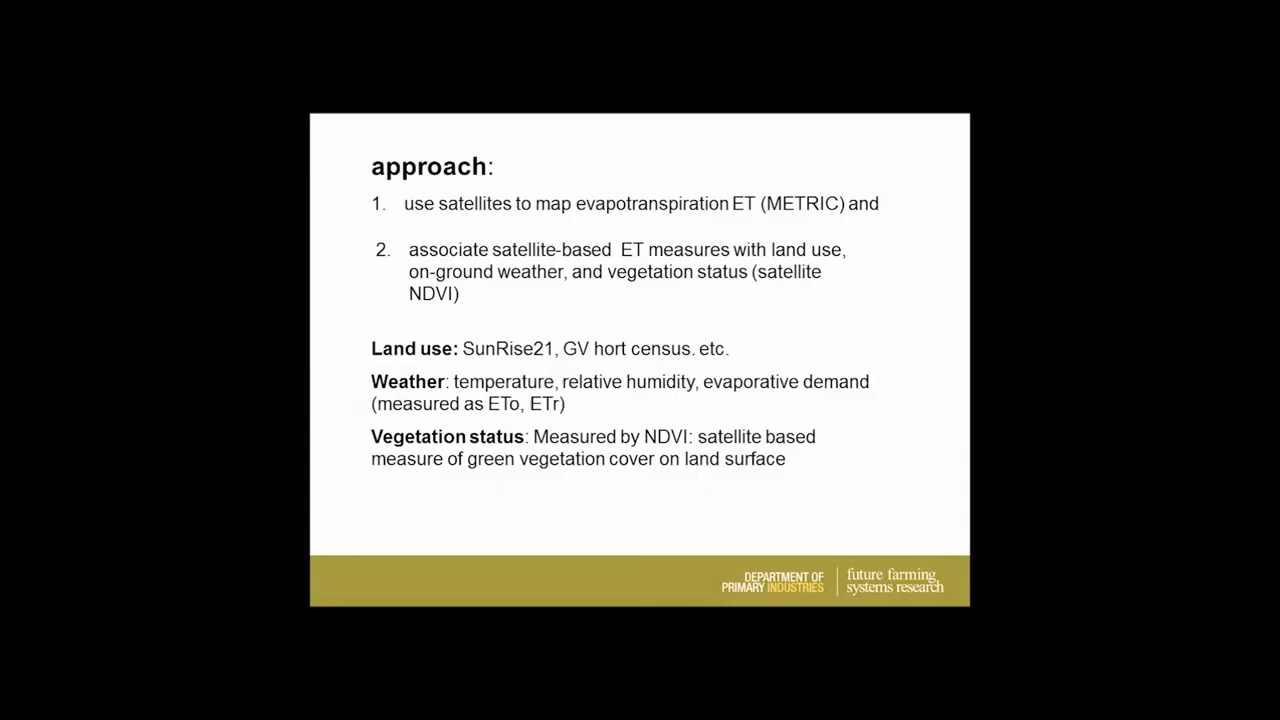 approach:
1. use satellites to map evapotranspiration ET (METRIC) and
2. associate satellite-based ET measures with land use,
on-ground weather, and vegetation status (satellite
NDVI)
Land use: SunRise21, GV hort census. etc.
Weather: temperature, relative humidity, evaporative demand
(measured as ETo, ETr)
Vegetation status: Measured by NDVI: satellite based
measure of green vegetation cover on land surface
DEPARTMENT OF
PRIMARY INDUSTRIES
future farming
systems research